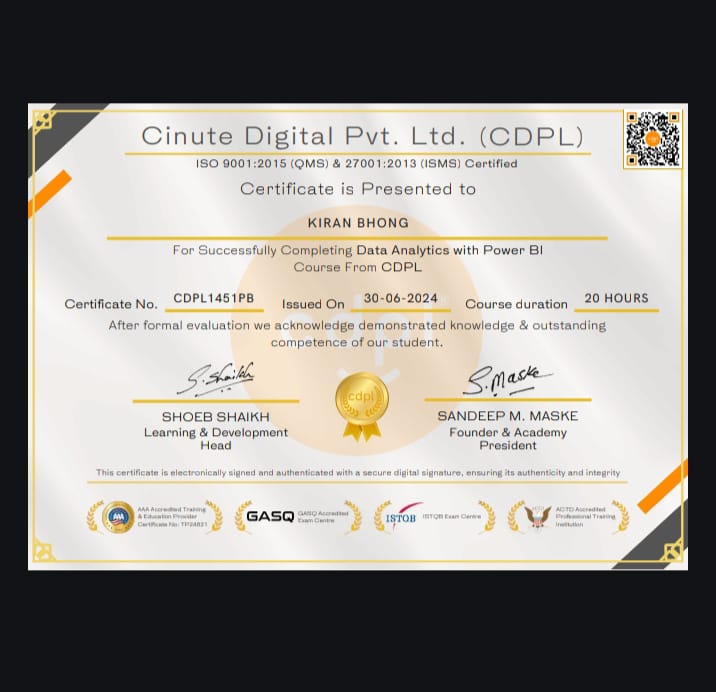 Cinute Digital Pvt. Ltd. (CDPL)
ISO 9001:2015 (QMS) & 27001:2013 (ISMS) Certified
Certificate is Presented to
KIRAN BHONG
For Successfully Completing Data Analytics with Power BI
Course From CDPL
Certificate No. CDPL1451PB Issued On 30-06-2024 Course duration 20 HOURS
After formal evaluation we acknowledge demonstrated knowledge & outstanding
competence of our student.
cdpl
S. Shaikh
S. Maske
cdpl
SHOEB SHAIKH
Learning & Development
Head
SANDEEP M. MASKE
Founder & Academy
President
This certificate is electronically signed and authenticated with a secure digital signature, ensuring its authenticity and integrity
AAA
AAA Accredited Training
& Education Provider
Certificate No: TP24821
GASQ
GASQ Accredited
Exam Centre
ISTQB
ISTQB Exam Centre
ACTD Accredited
Professional Training
Institution